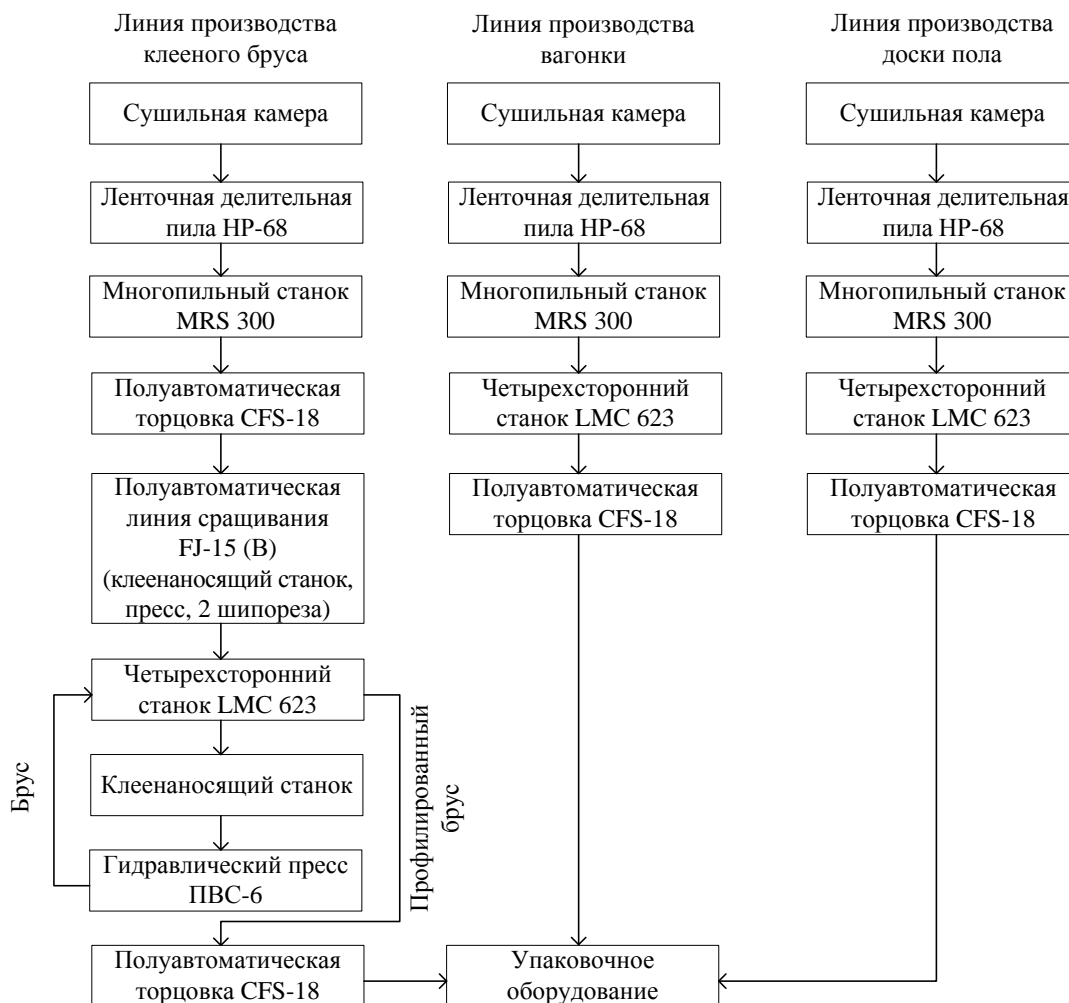 Линия производства
клееного бруса
Сушильная камера
Ленточная делительная
пила HP-68
Многопильный станок
MRS 300
Полуавтоматическая
торцовка CFS-18
Полуавтоматическая
линия сращивания
FJ-15 (B)
(клеенаносящий станок,
пресс, 2 шипореза)
Четырехсторонний
станок LMC 623
Клеенаносящий станок
Гидравлический пресс
ПВС-6
Брус
Профилированный
брус
Полуавтоматическая
торцовка CFS-18
Линия производства
вагонки
Сушильная камера
Ленточная делительная
пила HP-68
Многопильный станок
MRS 300
Четырехсторонний
станок LMC 623
Полуавтоматическая
торцовка CFS-18
Упаковочное
оборудование
Линия производства
доски пола
Сушильная камера
Ленточная делительная
пила HP-68
Многопильный станок
MRS 300
Четырехсторонний
станок LMC 623
Полуавтоматическая
торцовка CFS-18